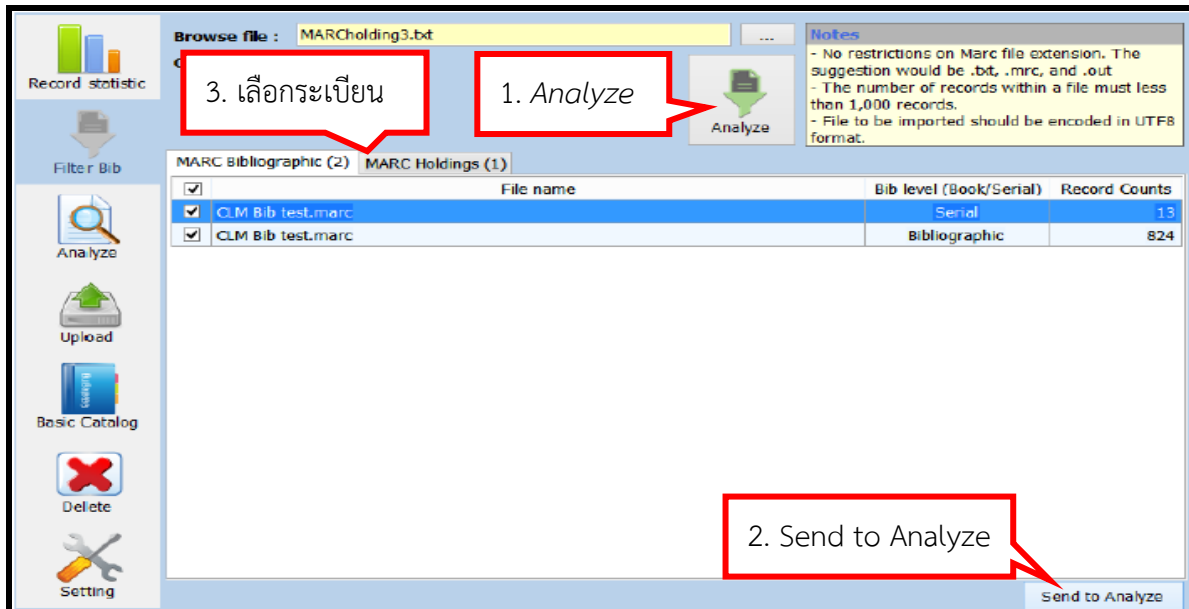 Record statistic
Filter Bib
Analyze
Upload
Basic Catalog
Delete
Setting
Browse file : MARCholding3.txt ...
3. เลือกระเบียน
1. Analyze
Analyze
Notes
- No restrictions on Marc file extension. The
suggestion would be .txt, .mrc, and .out
- The number of records within a file must less
than 1,000 records.
- File to be imported should be encoded in UTF8
format.
MARC Bibliographic (2) MARC Holdings (1)
File name Bib level (Book/Serial) Record Counts
CLM Bib test.marc Serial 13
CLM Bib test.marc Bibliographic 824
2. Send to Analyze
Send to Analyze